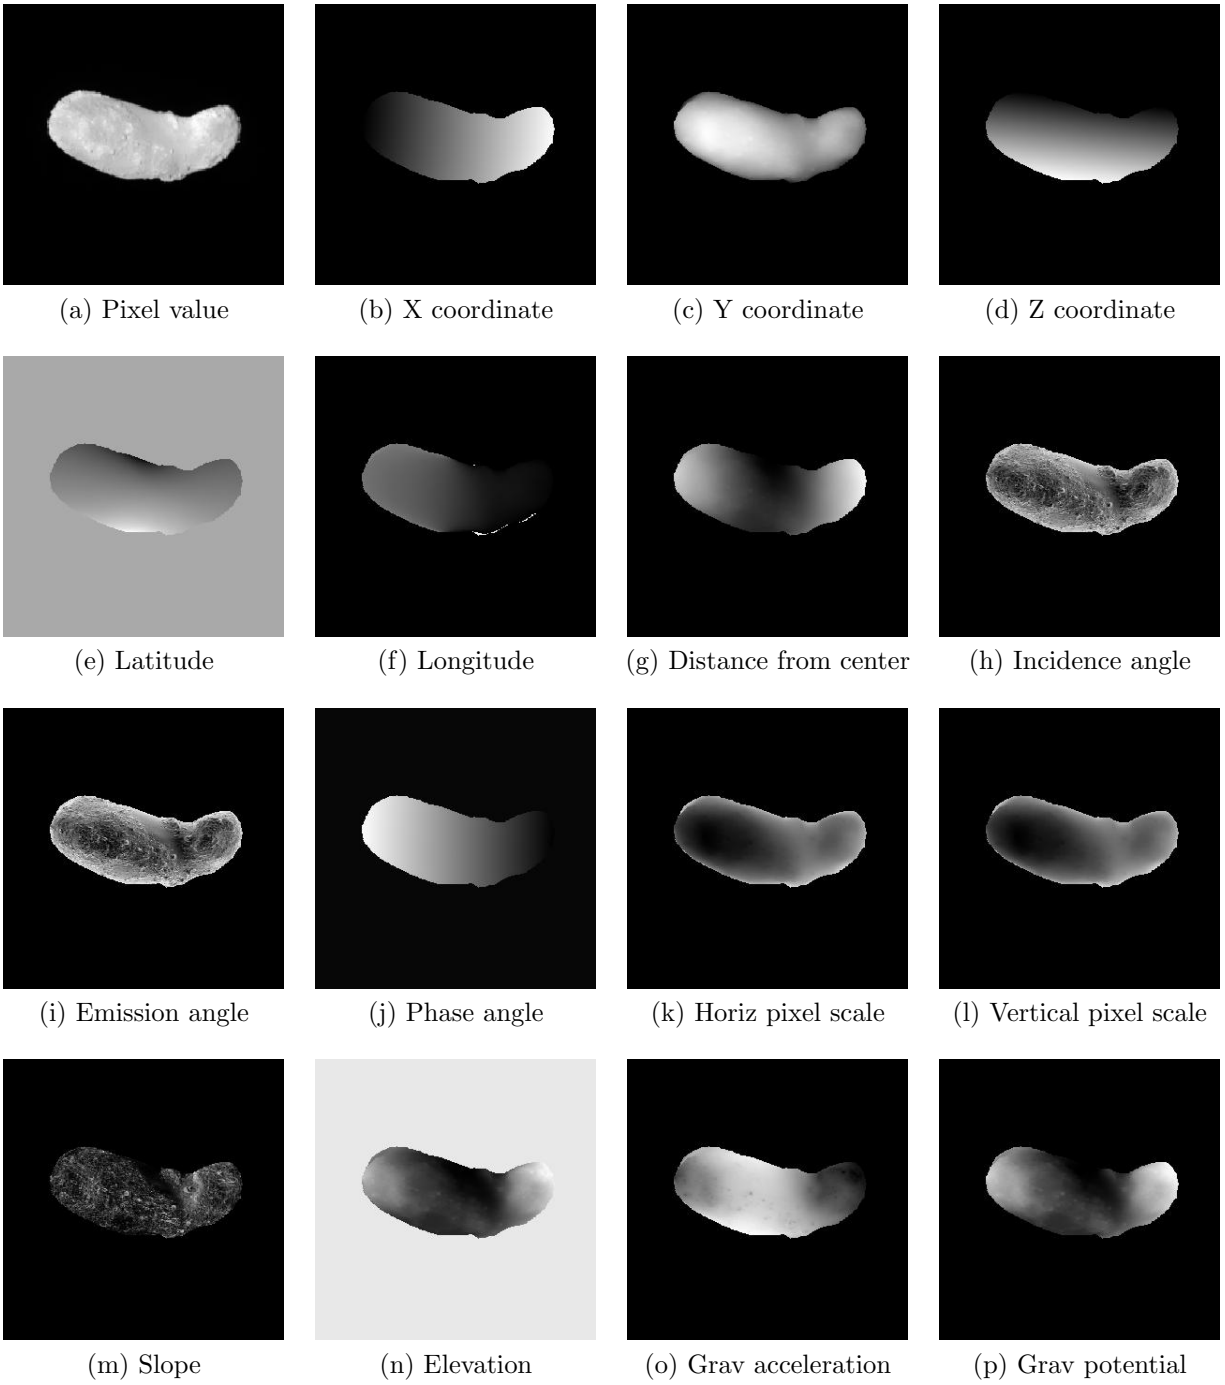 (a) Pixel value
(b) X coordinate
(c) Y coordinate
(d) Z coordinate
(e) Latitude
(f) Longitude
(g) Distance from center
(h) Incidence angle
(i) Emission angle
(j) Phase angle
(k) Horiz pixel scale
(l) Vertical pixel scale
(m) Slope
(n) Elevation
(o) Grav acceleration
(p) Grav potential